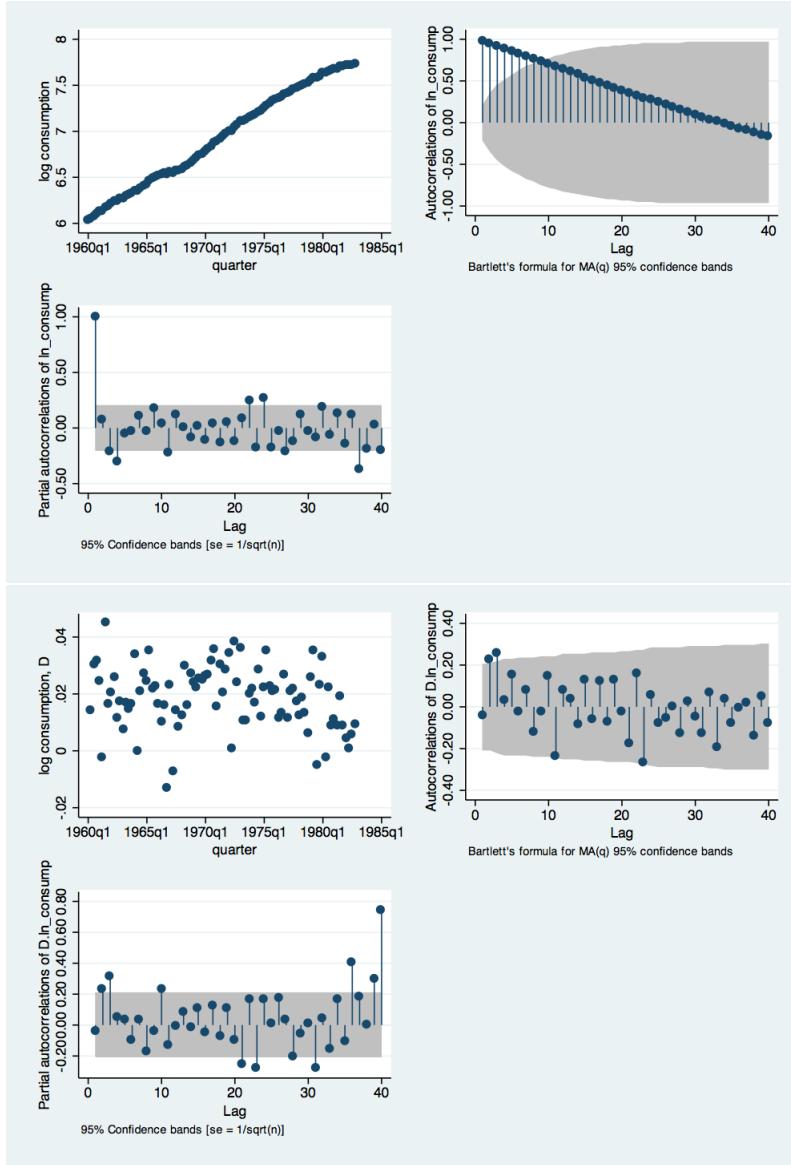 log consumption
8
7.5
7
6.5
6
1960q1 1965q1 1970q1 1975q1 1980q1 1985q1
quarter
Autocorrelations of ln_consump
1.00
0.50
0.00
-0.50
-1.00
0 10 20 30 40
Lag
Bartlett's formula for MA(q) 95% confidence bands
Partial autocorrelations of ln_consump
1.00
0.50
0.00
-0.50
0 10 20 30 40
Lag
95% Confidence bands [se = 1/sqrt(n)]
log consumption, D
.04
.02
0
-.02
1960q1 1965q1 1970q1 1975q1 1980q1 1985q1
quarter
Autocorrelations of D.ln_consump
0.40
0.20
0.00
-0.20
-0.40
0 10 20 30 40
Lag
Bartlett's formula for MA(q) 95% confidence bands
Partial autocorrelations of D.ln_consump
0.80
0.60
0.40
0.20
0.00
-0.20
0 10 20 30 40
Lag
95% Confidence bands [se = 1/sqrt(n)]